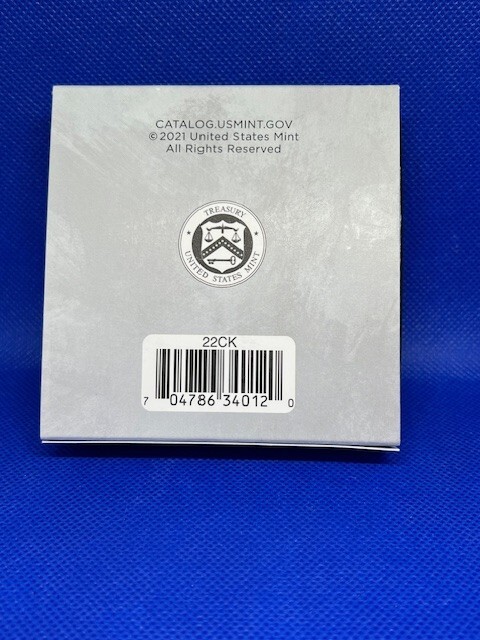 CATALOG.USMINT.GOV
©2021 United States Mint
All Rights Reserved
TREASURY
UNITED STATES MINT
22CK
7 04786 34012 0